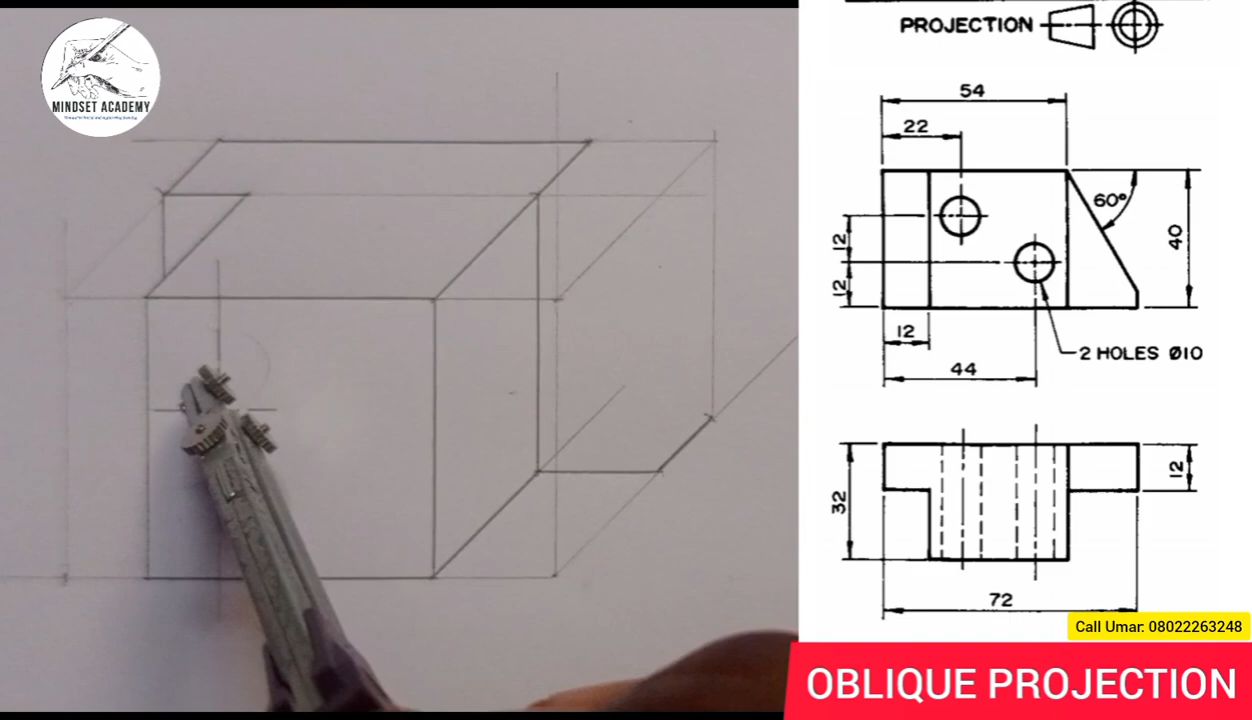 MINDSET ACADEMY
PROJECTION
54
22
60°
40
12
12
2 HOLES Ø10
12
44
12
32
72
Call Umar: 08022263248
OBLIQUE PROJECTION